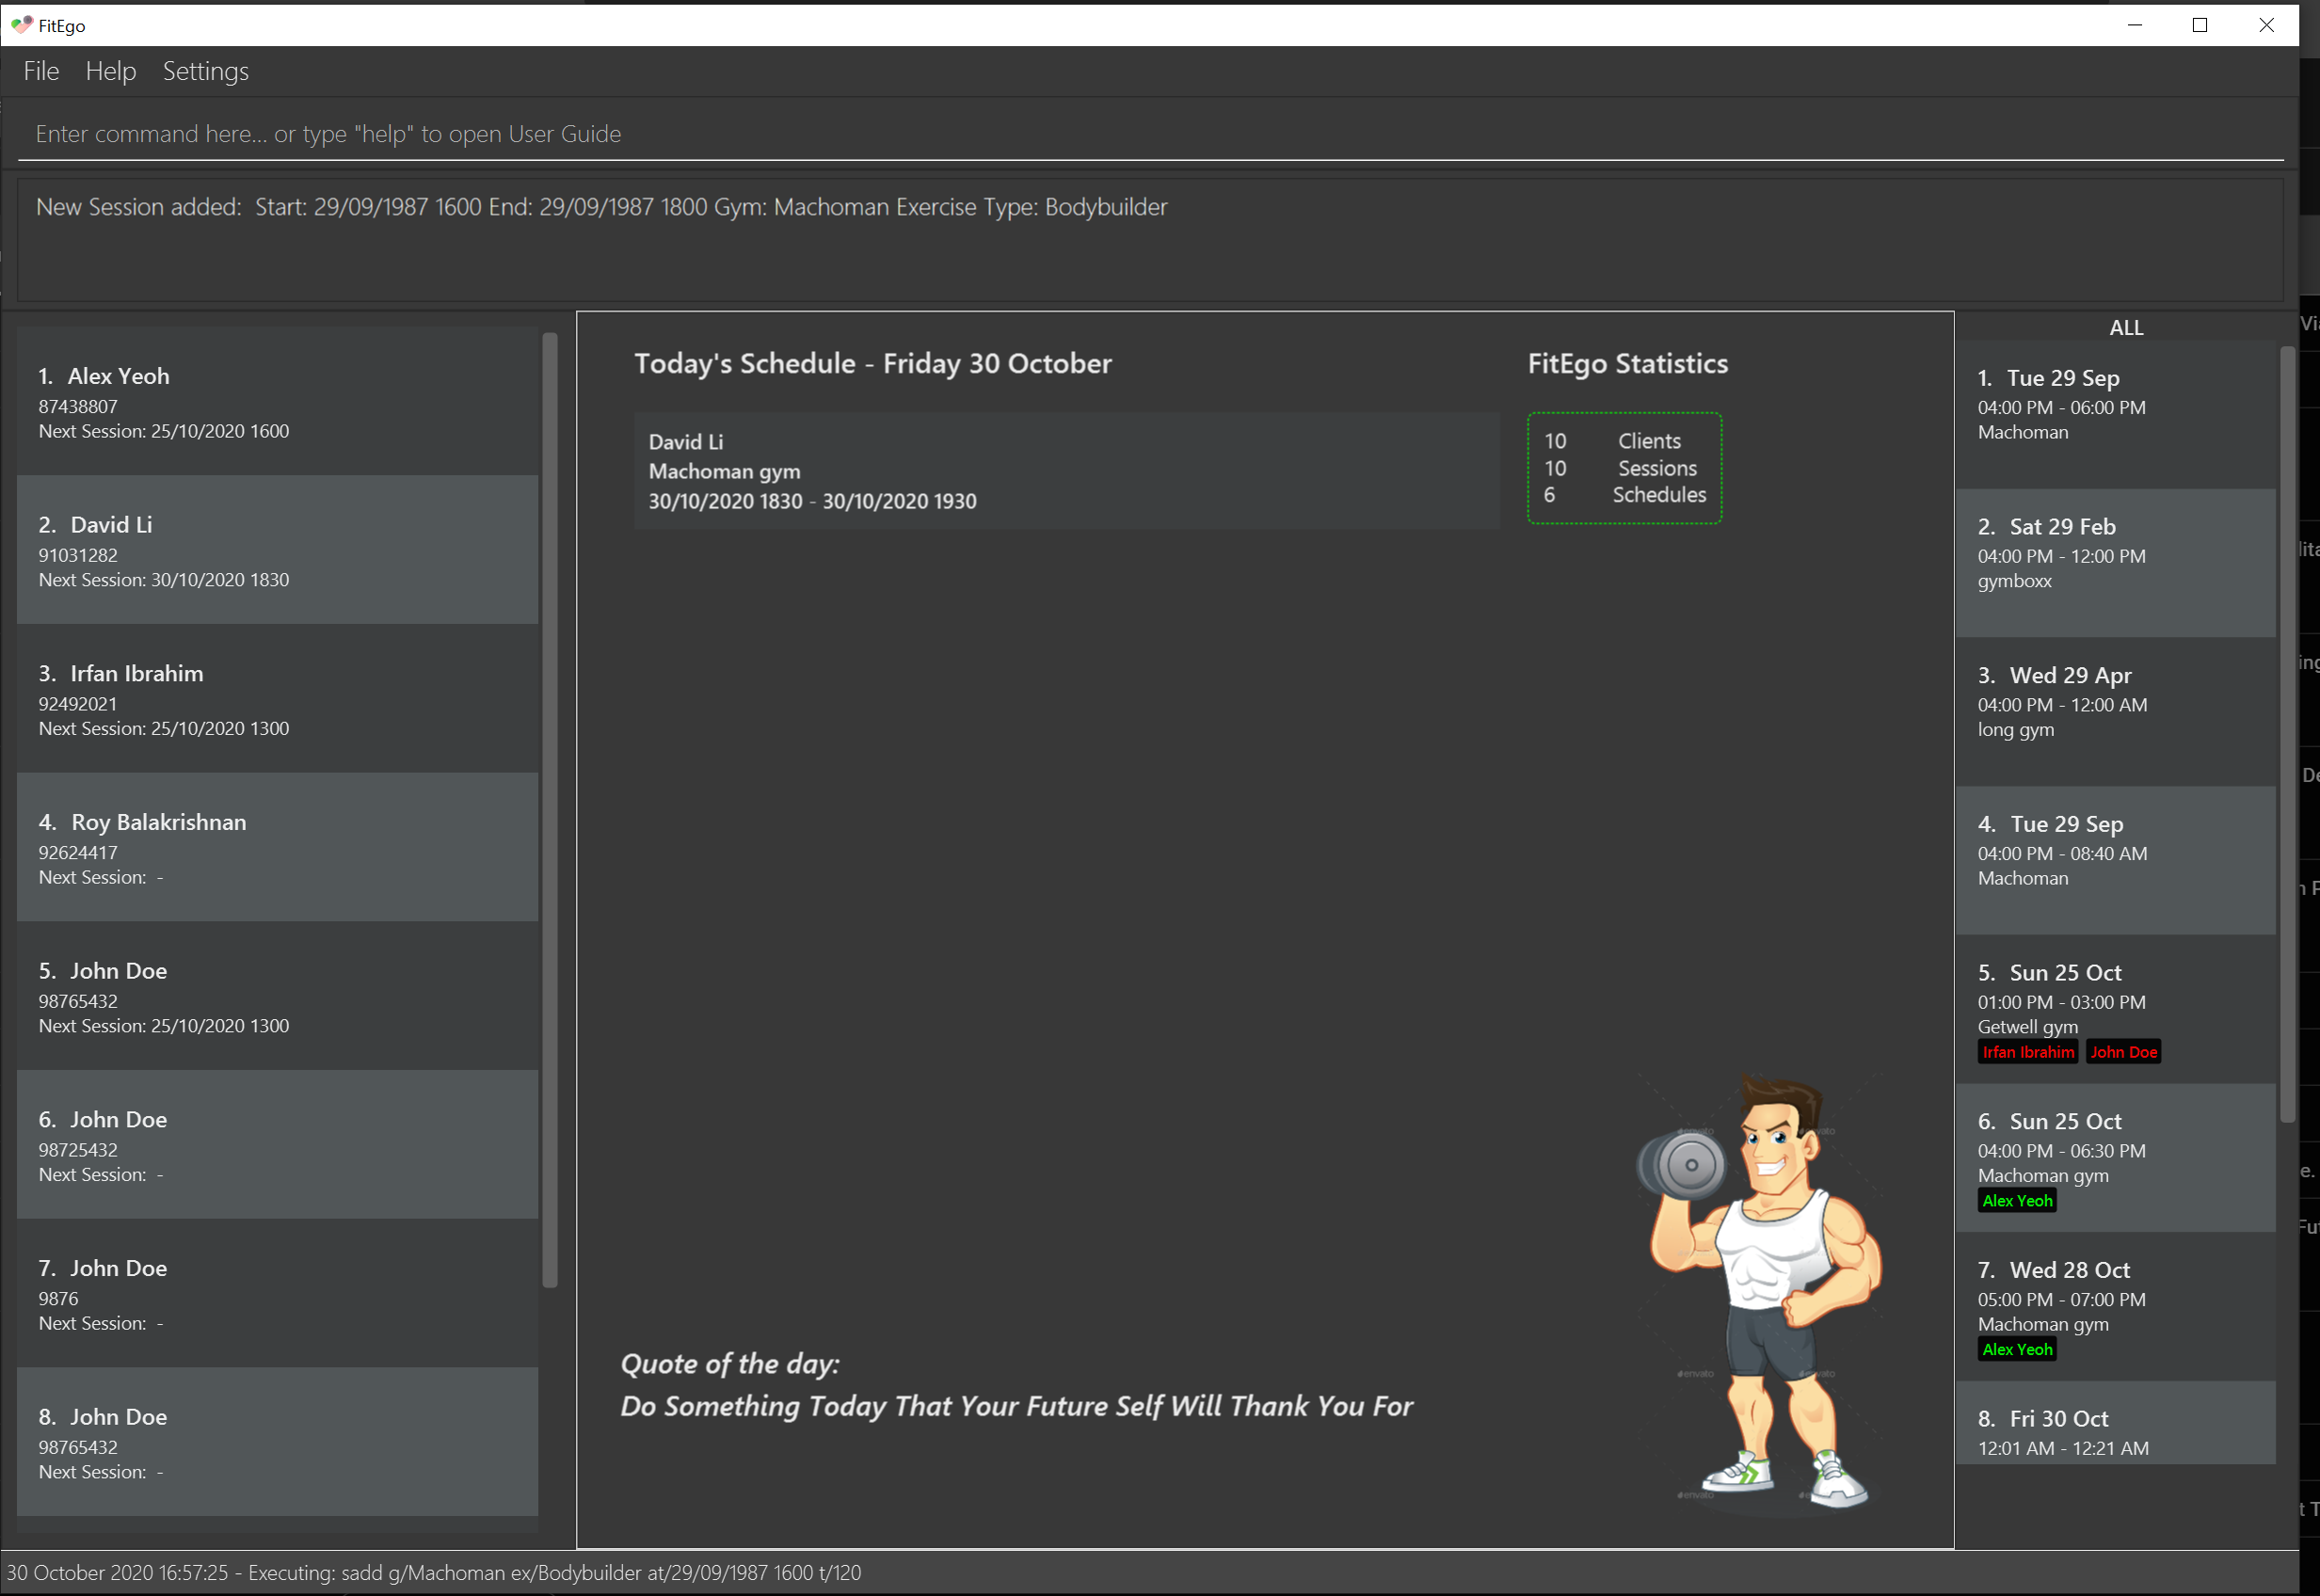 FitEgo
File Help Settings
Enter command here... or type "help" to open User Guide
New Session added:  Start: 29/09/1987 1600 End: 29/09/1987 1800 Gym: Machoman Exercise Type: Bodybuilder
1. Alex Yeoh
87438807
Next Session: 25/10/2020 1600
2. David Li
91031282
Next Session: 30/10/2020 1830
3. Irfan Ibrahim
92492021
Next Session: 25/10/2020 1300
4. Roy Balakrishnan
92624417
Next Session: -
5. John Doe
98765432
Next Session: 25/10/2020 1300
6. John Doe
98725432
Next Session: -
7. John Doe
9876
Next Session: -
8. John Doe
98765432
Next Session: -
Today's Schedule - Friday 30 October
David Li
Machoman gym
30/10/2020 1830 - 30/10/2020 1930
FitEgo Statistics
10 Clients
10 Sessions
6 Schedules
Quote of the day:
Do Something Today That Your Future Self Will Thank You For
envato
envato
envato
envato
ALL
1. Tue 29 Sep
04:00 PM - 06:00 PM
Machoman
2. Sat 29 Feb
04:00 PM - 12:00 PM
gymboxx
3. Wed 29 Apr
04:00 PM - 12:00 AM
long gym
4. Tue 29 Sep
04:00 PM - 08:40 AM
Machoman
5. Sun 25 Oct
01:00 PM - 03:00 PM
Getwell gym
Irfan Ibrahim John Doe
6. Sun 25 Oct
04:00 PM - 06:30 PM
Machoman gym
Alex Yeoh
7. Wed 28 Oct
05:00 PM - 07:00 PM
Machoman gym
Alex Yeoh
8. Fri 30 Oct
12:01 AM - 12:21 AM
30 October 2020 16:57:25 - Executing: sadd g/Machoman ex/Bodybuilder at/29/09/1987 1600 t/120